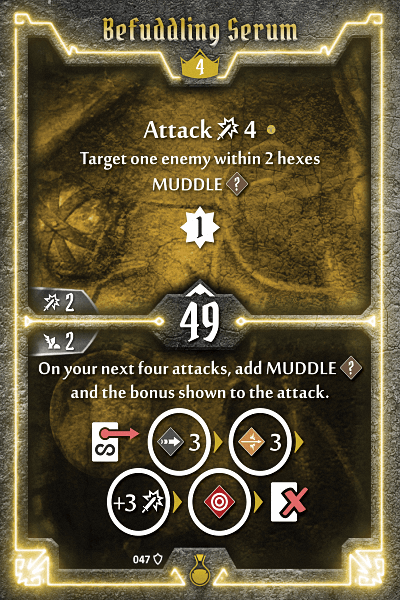 Befuddling Serum
4
Attack 4
Target one enemy within 2 hexes
MUDDLE ?
1
2
49
2
On your next four attacks, add MUDDLE ?
and the bonus shown to the attack.
3 3
+3
047